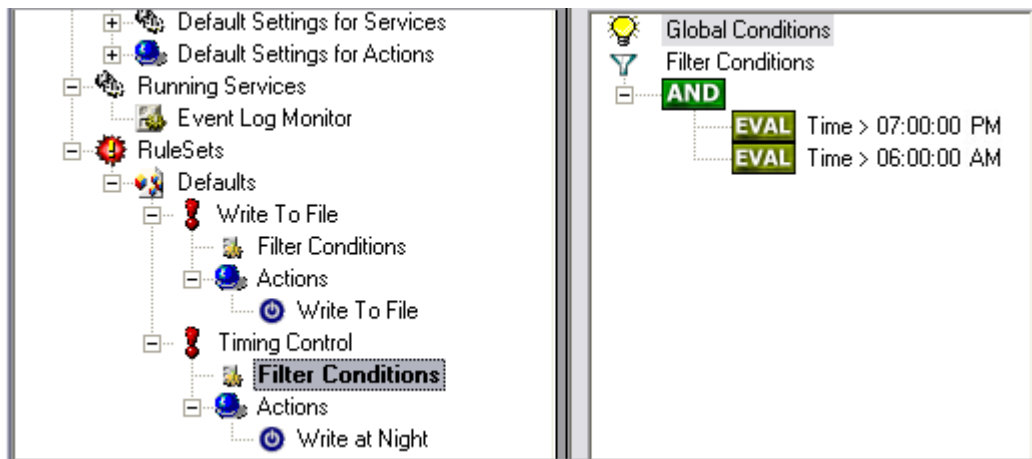 Default Settings for Services
Default Settings for Actions
Running Services
Event Log Monitor
RuleSets
Defaults
Write To File
Filter Conditions
Actions
Write To File
Timing Control
Filter Conditions
Actions
Write at Night
Global Conditions
Filter Conditions
AND
EVAL Time > 07:00:00 PM
EVAL Time > 06:00:00 AM